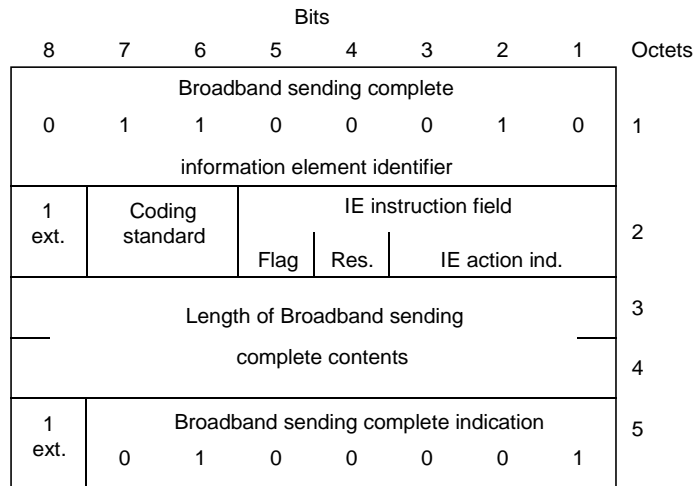 Bits
8 7 6 5 4 3 2 1 Octets
Broadband sending complete
0 1 1 0 0 0 1 0 1
information element identifier
1 Coding IE instruction field
ext. standard 2
Flag Res. IE action ind.
Length of Broadband sending 3
complete contents 4
1 Broadband sending complete indication 5
ext. 0 1 0 0 0 0 1